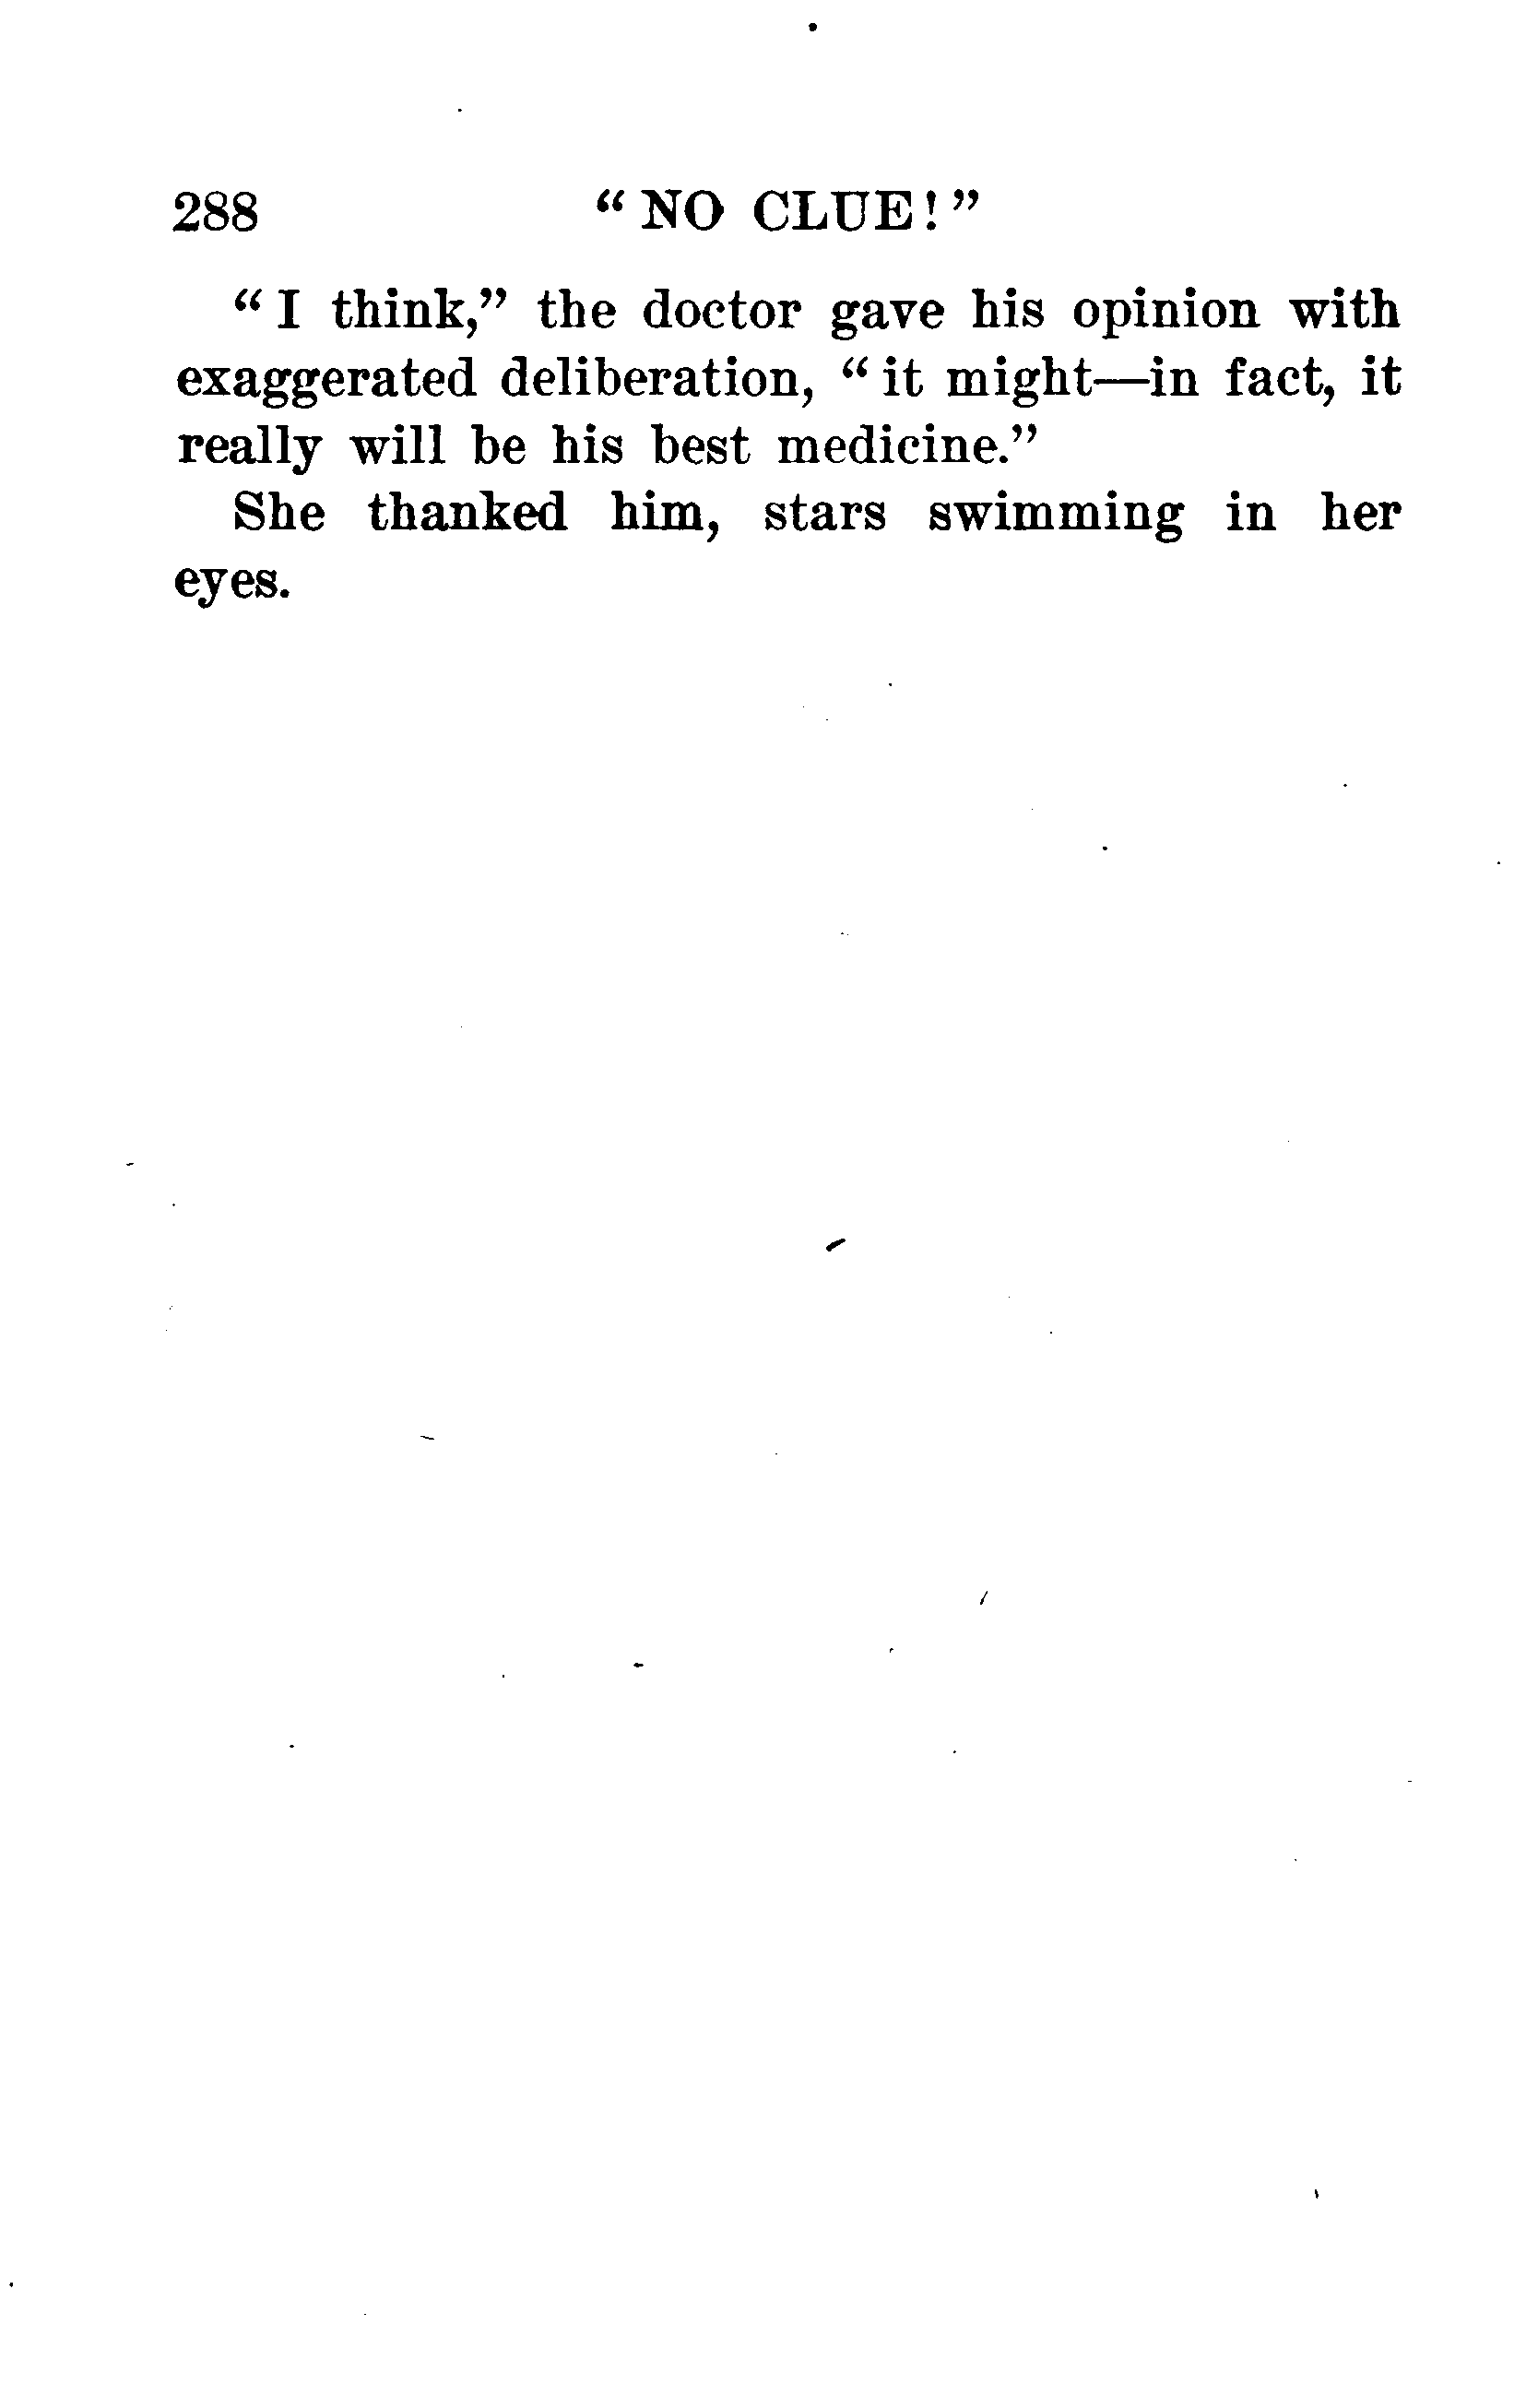 288 “ NO CLUE! ”
“ I think,” the doctor gave his opinion with
exaggerated deliberation, “ it might—in fact, it
really will be his best medicine.”
She thanked him, stars swimming in her
eyes.